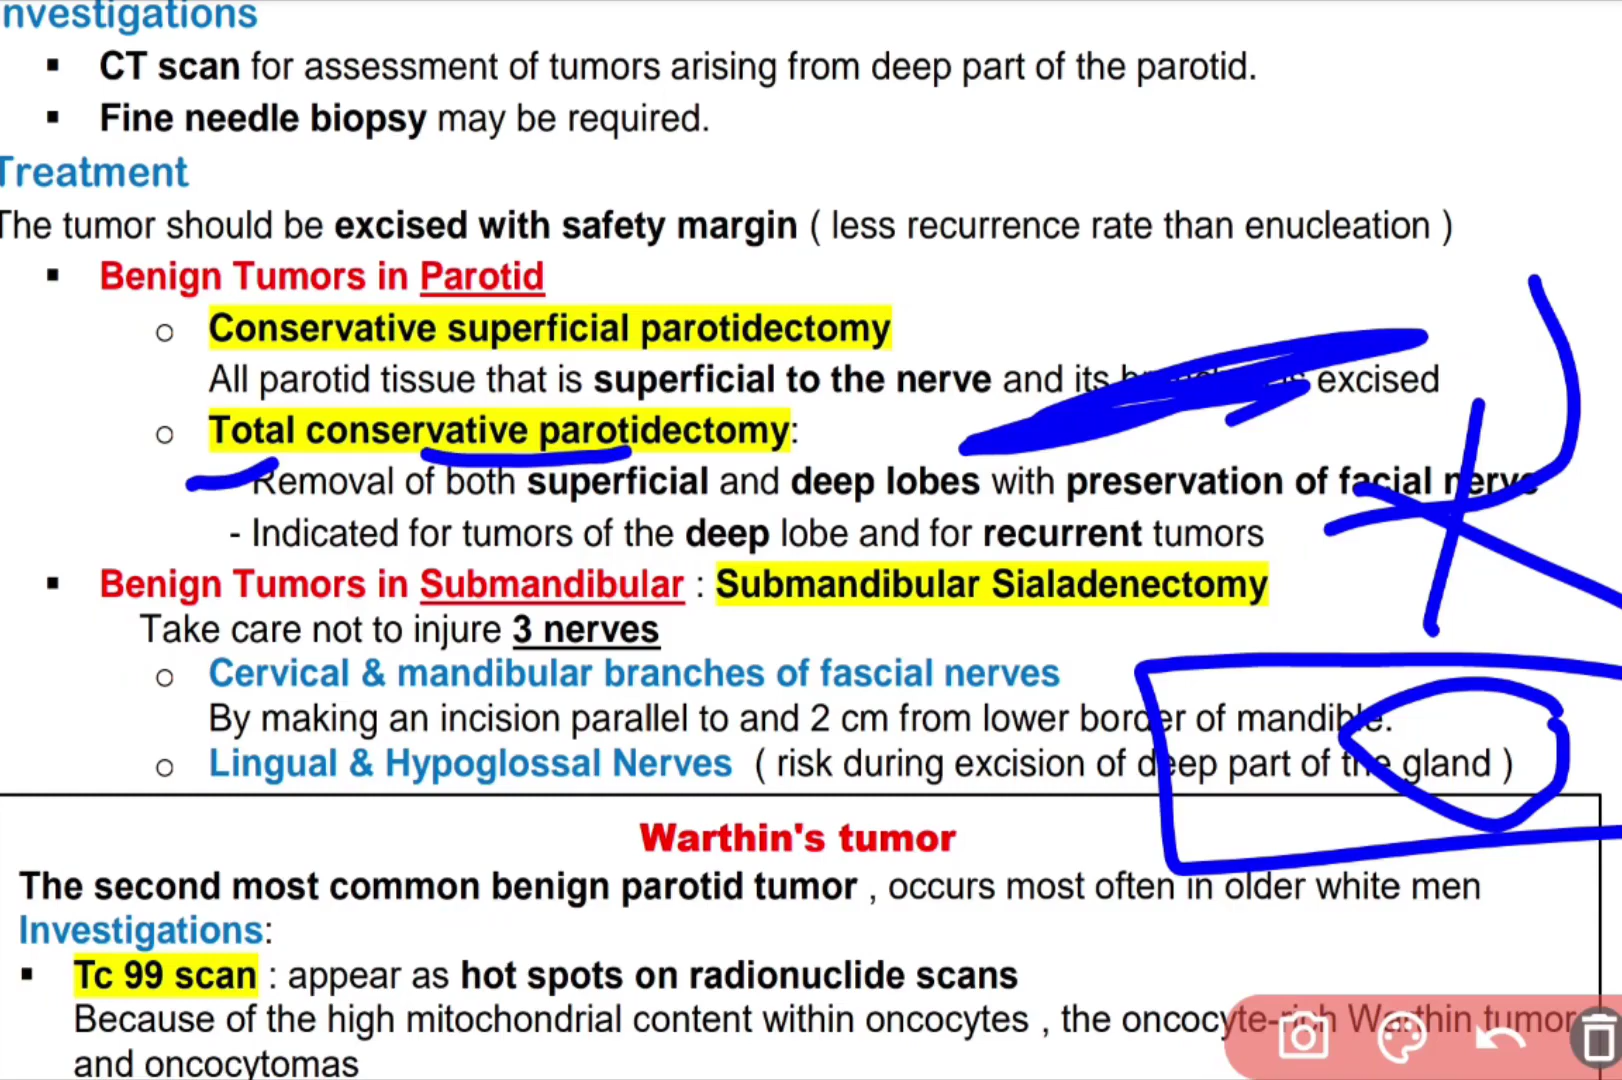 nvestigations
▪ CT scan for assessment of tumors arising from deep part of the parotid.
▪ Fine needle biopsy may be required.
Treatment
The tumor should be excised with safety margin ( less recurrence rate than enucleation )
▪ Benign Tumors in Parotid
o Conservative superficial parotidectomy
All parotid tissue that is superficial to the nerve and its excised
o Total conservative parotidectomy:
Removal of both superficial and deep lobes with preservation of facial nerve
- Indicated for tumors of the deep lobe and for recurrent tumors
▪ Benign Tumors in Submandibular : Submandibular Sialadenectomy
Take care not to injure 3 nerves
o Cervical & mandibular branches of fascial nerves
By making an incision parallel to and 2 cm from lower border of mandible.
o Lingual & Hypoglossal Nerves ( risk during excision of deep part of the gland )
Warthin's tumor
The second most common benign parotid tumor , occurs most often in older white men
Investigations:
▪ Tc 99 scan : appear as hot spots on radionuclide scans
Because of the high mitochondrial content within oncocytes , the oncocyte-rich Warthin tumor
and oncocytomas